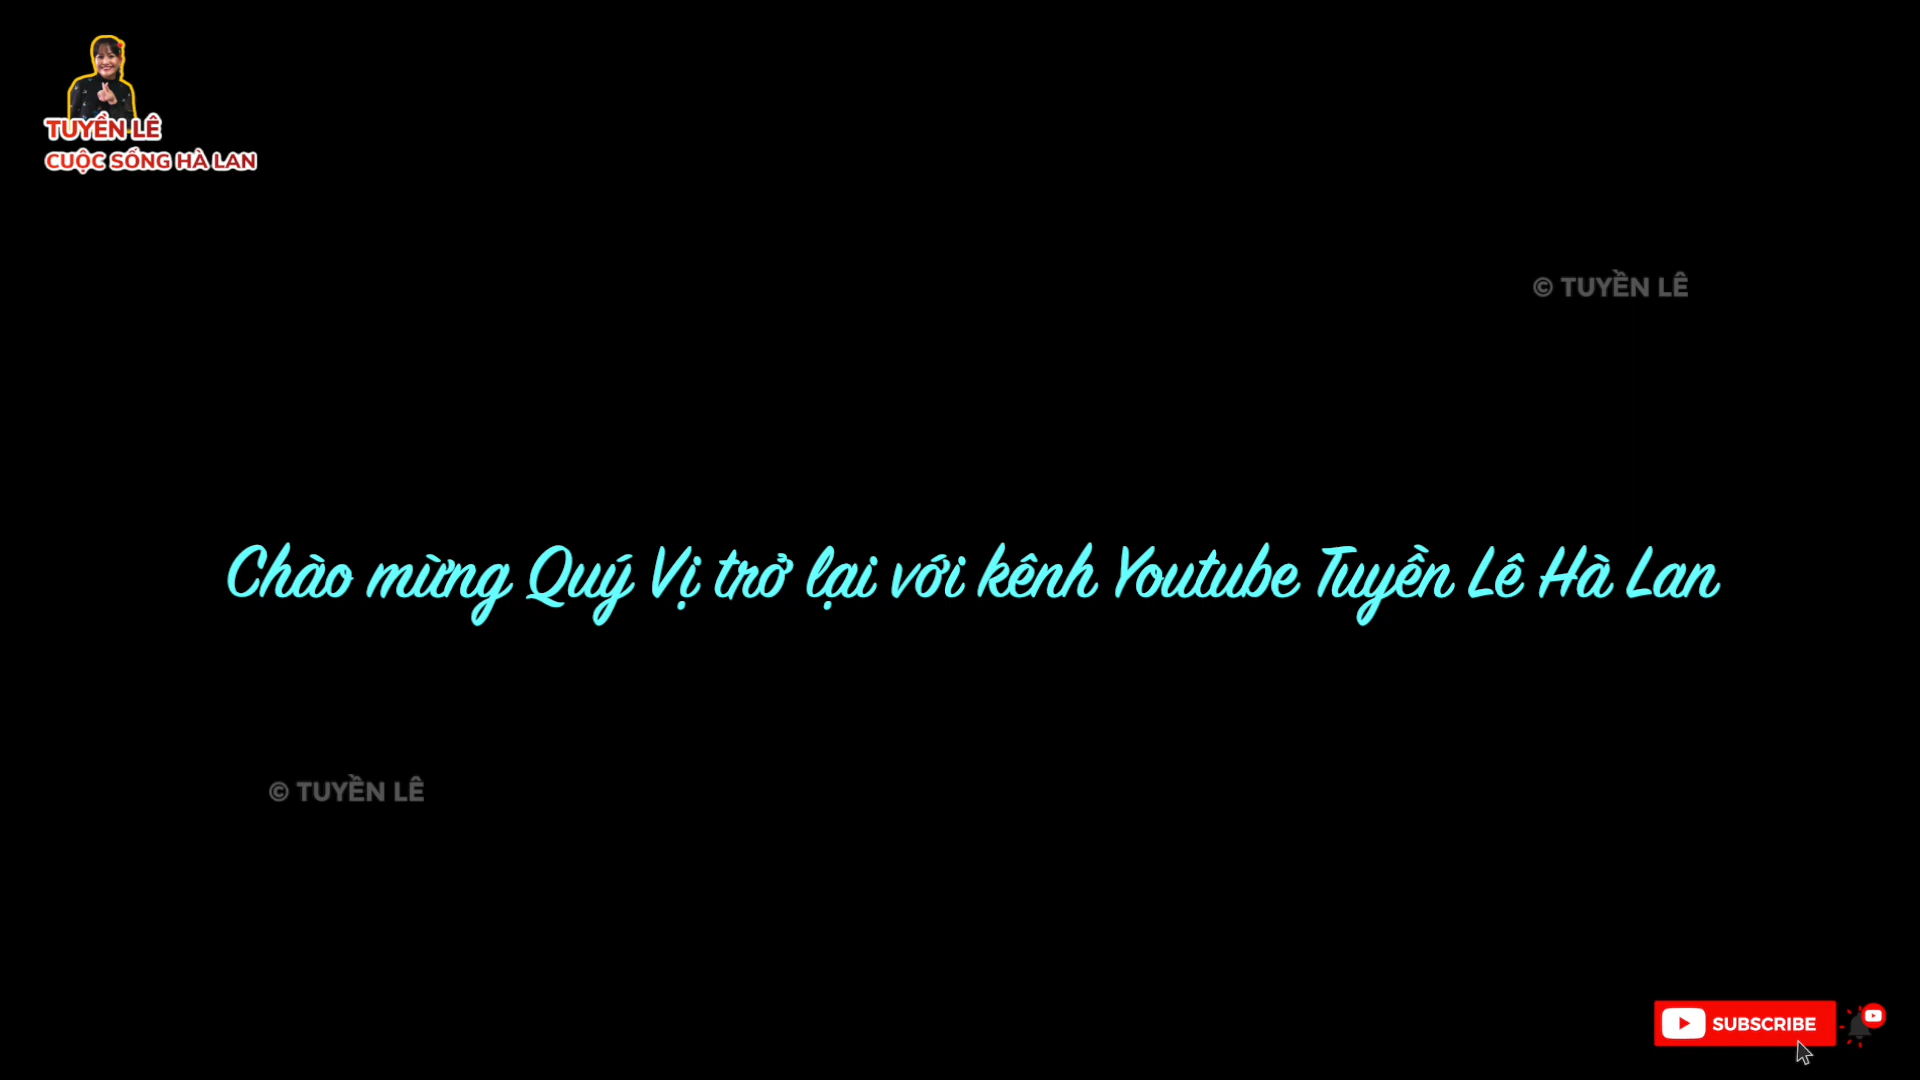 TUYỀN LÊ
CUỘC SỐNG HÀ LAN
© TUYỀN LÊ
Chào mừng Quý Vị trở lại với kênh Youtube Tuyền Lê Hà Lan
© TUYỀN LÊ
SUBSCRIBE